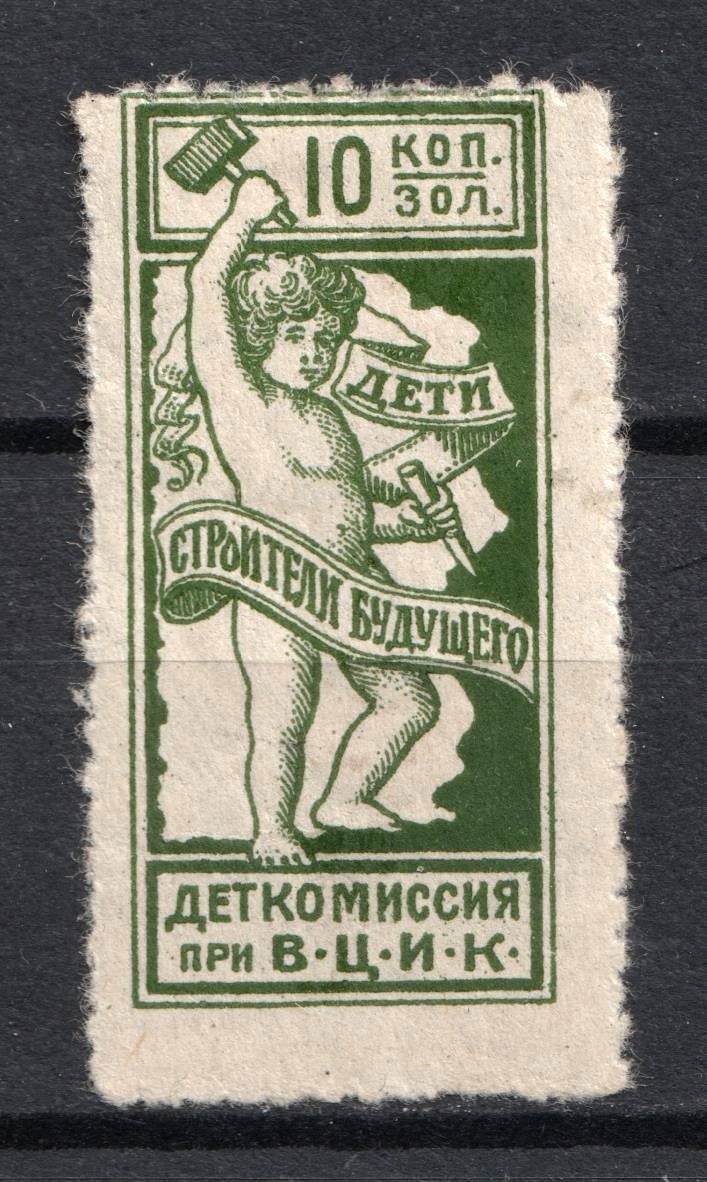 10 КОП.
ЗОЛ.
ДЕТИ
СТРОИТЕЛИ БУДУЩЕГО
ДЕТКОМИССИЯ
ПРИ В·Ц·И·К·